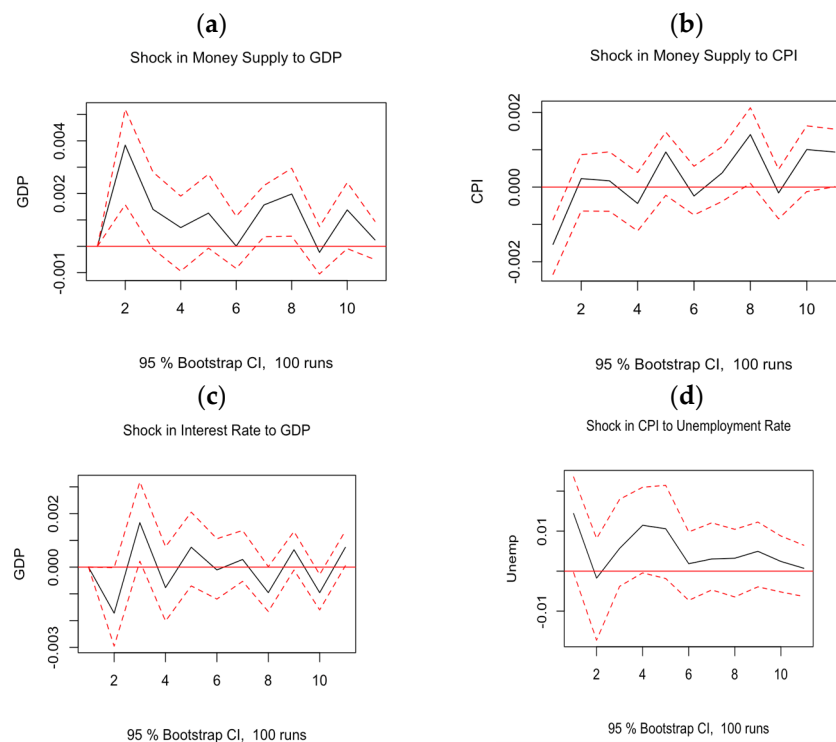 (a)
Shock in Money Supply to GDP
GDP
0.004
0.002
-0.001
2 4 6 8 10
95 % Bootstrap CI, 100 runs
(b)
Shock in Money Supply to CPI
CPI
0.002
0.000
-0.002
2 4 6 8 10
95 % Bootstrap CI, 100 runs
(c)
Shock in Interest Rate to GDP
GDP
0.002
0.000
-0.003
2 4 6 8 10
95 % Bootstrap CI, 100 runs
(d)
Shock in CPI to Unemployment Rate
Unemp
0.01
-0.01
2 4 6 8 10
95 % Bootstrap CI, 100 runs